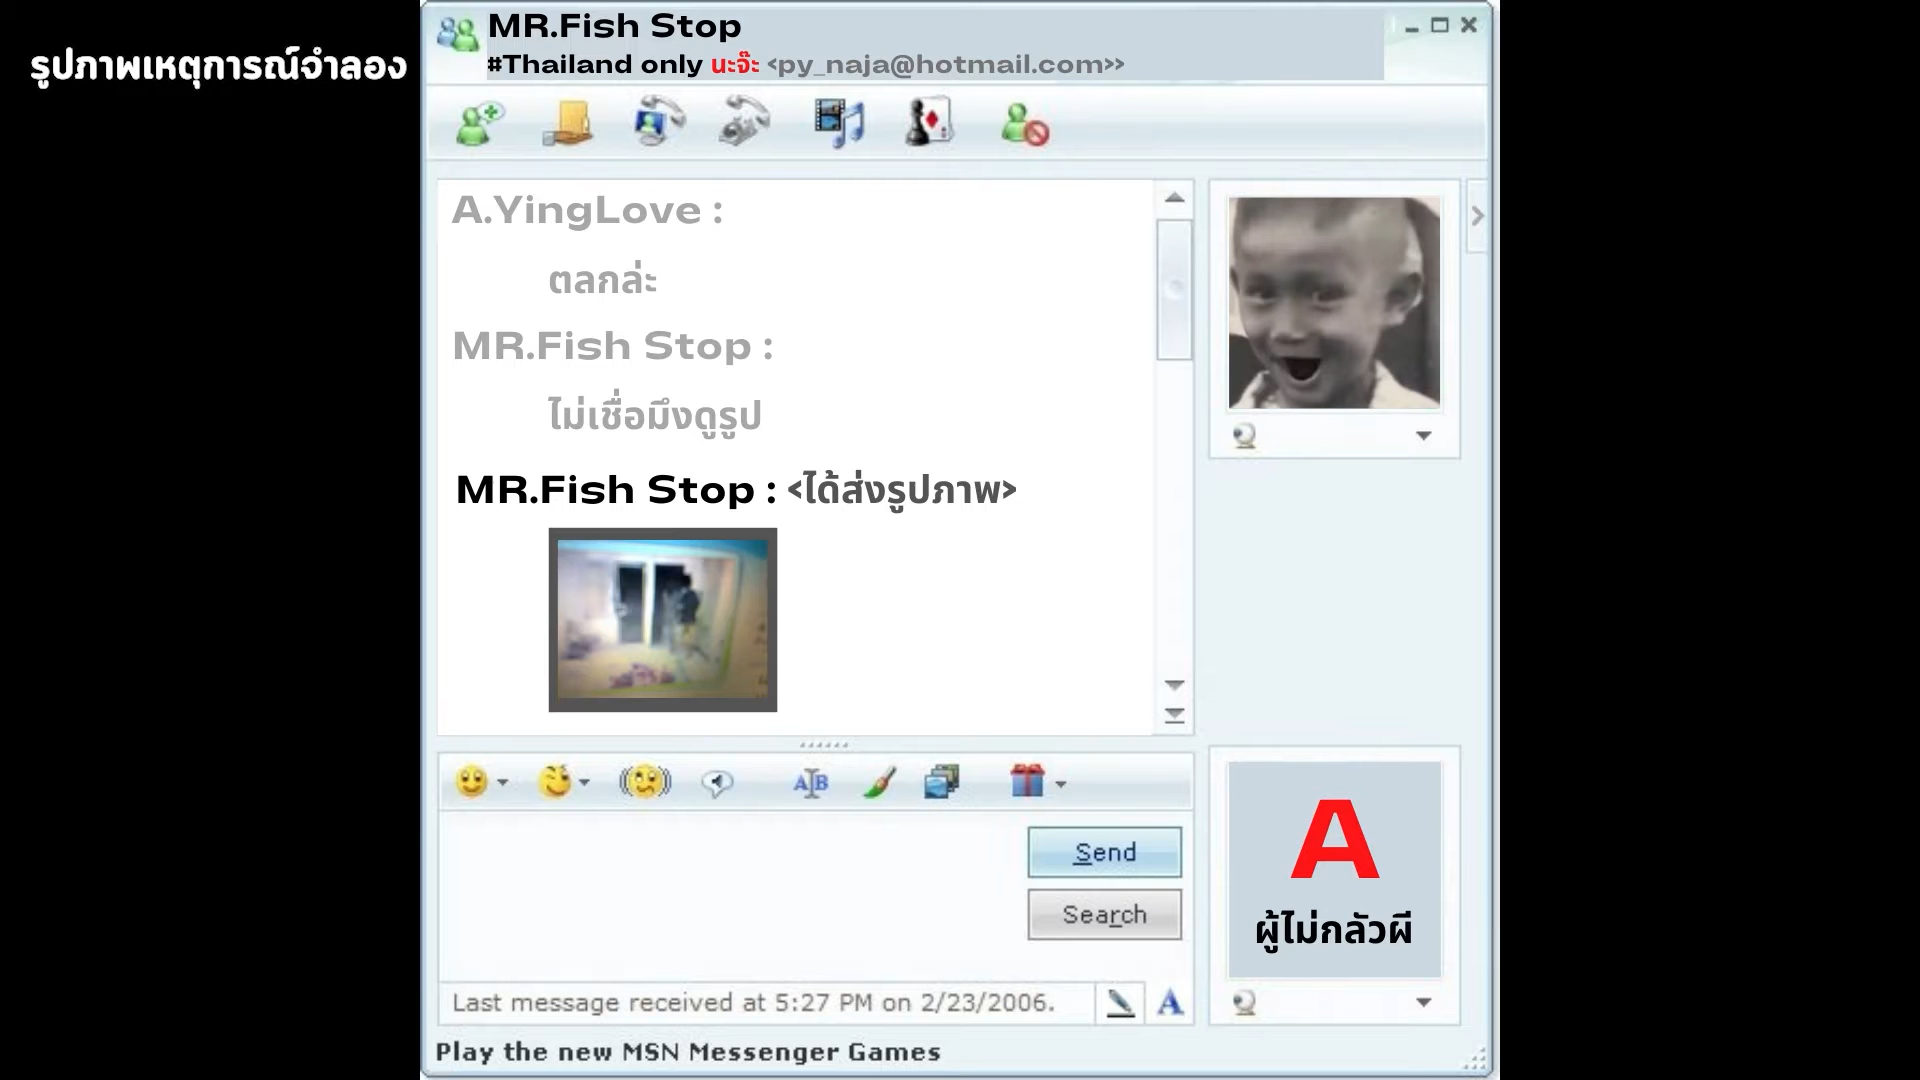 รูปภาพเหตุการณ์จำลอง
MR.Fish Stop
#Thailand only นะจ๊ะ <py_naja@hotmail.com>>
A.YingLove :
ตลกล่ะ
MR.Fish Stop :
ไม่เชื่อมึงดูรูป
MR.Fish Stop : <ได้ส่งรูปภาพ>
Send
Search
A
ผู้ไม่กลัวผี
Last message received at 5:27 PM on 2/23/2006.
Play the new MSN Messenger Games